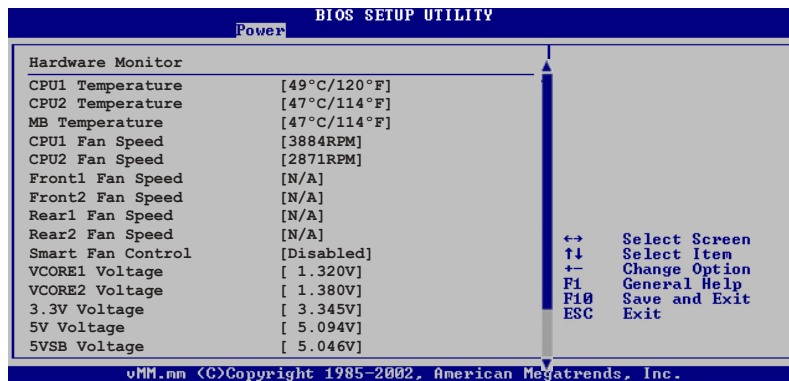 BIOS SETUP UTILITY
Power
Hardware Monitor
CPU1 Temperature [49°C/120°F]
CPU2 Temperature [47°C/114°F]
MB Temperature [47°C/114°F]
CPU1 Fan Speed [3884RPM]
CPU2 Fan Speed [2871RPM]
Front1 Fan Speed [N/A]
Front2 Fan Speed [N/A]
Rear1 Fan Speed [N/A]
Rear2 Fan Speed [N/A]
Smart Fan Control [Disabled]
VCORE1 Voltage [ 1.320V]
VCORE2 Voltage [ 1.380V]
3.3V Voltage [ 3.345V]
5V Voltage [ 5.094V]
5VSB Voltage [ 5.046V]
←→ Select Screen
↑↓ Select Item
+- Change Option
F1 General Help
F10 Save and Exit
ESC Exit
vMM.mm (C)Copyright 1985-2002, American Megatrends, Inc.